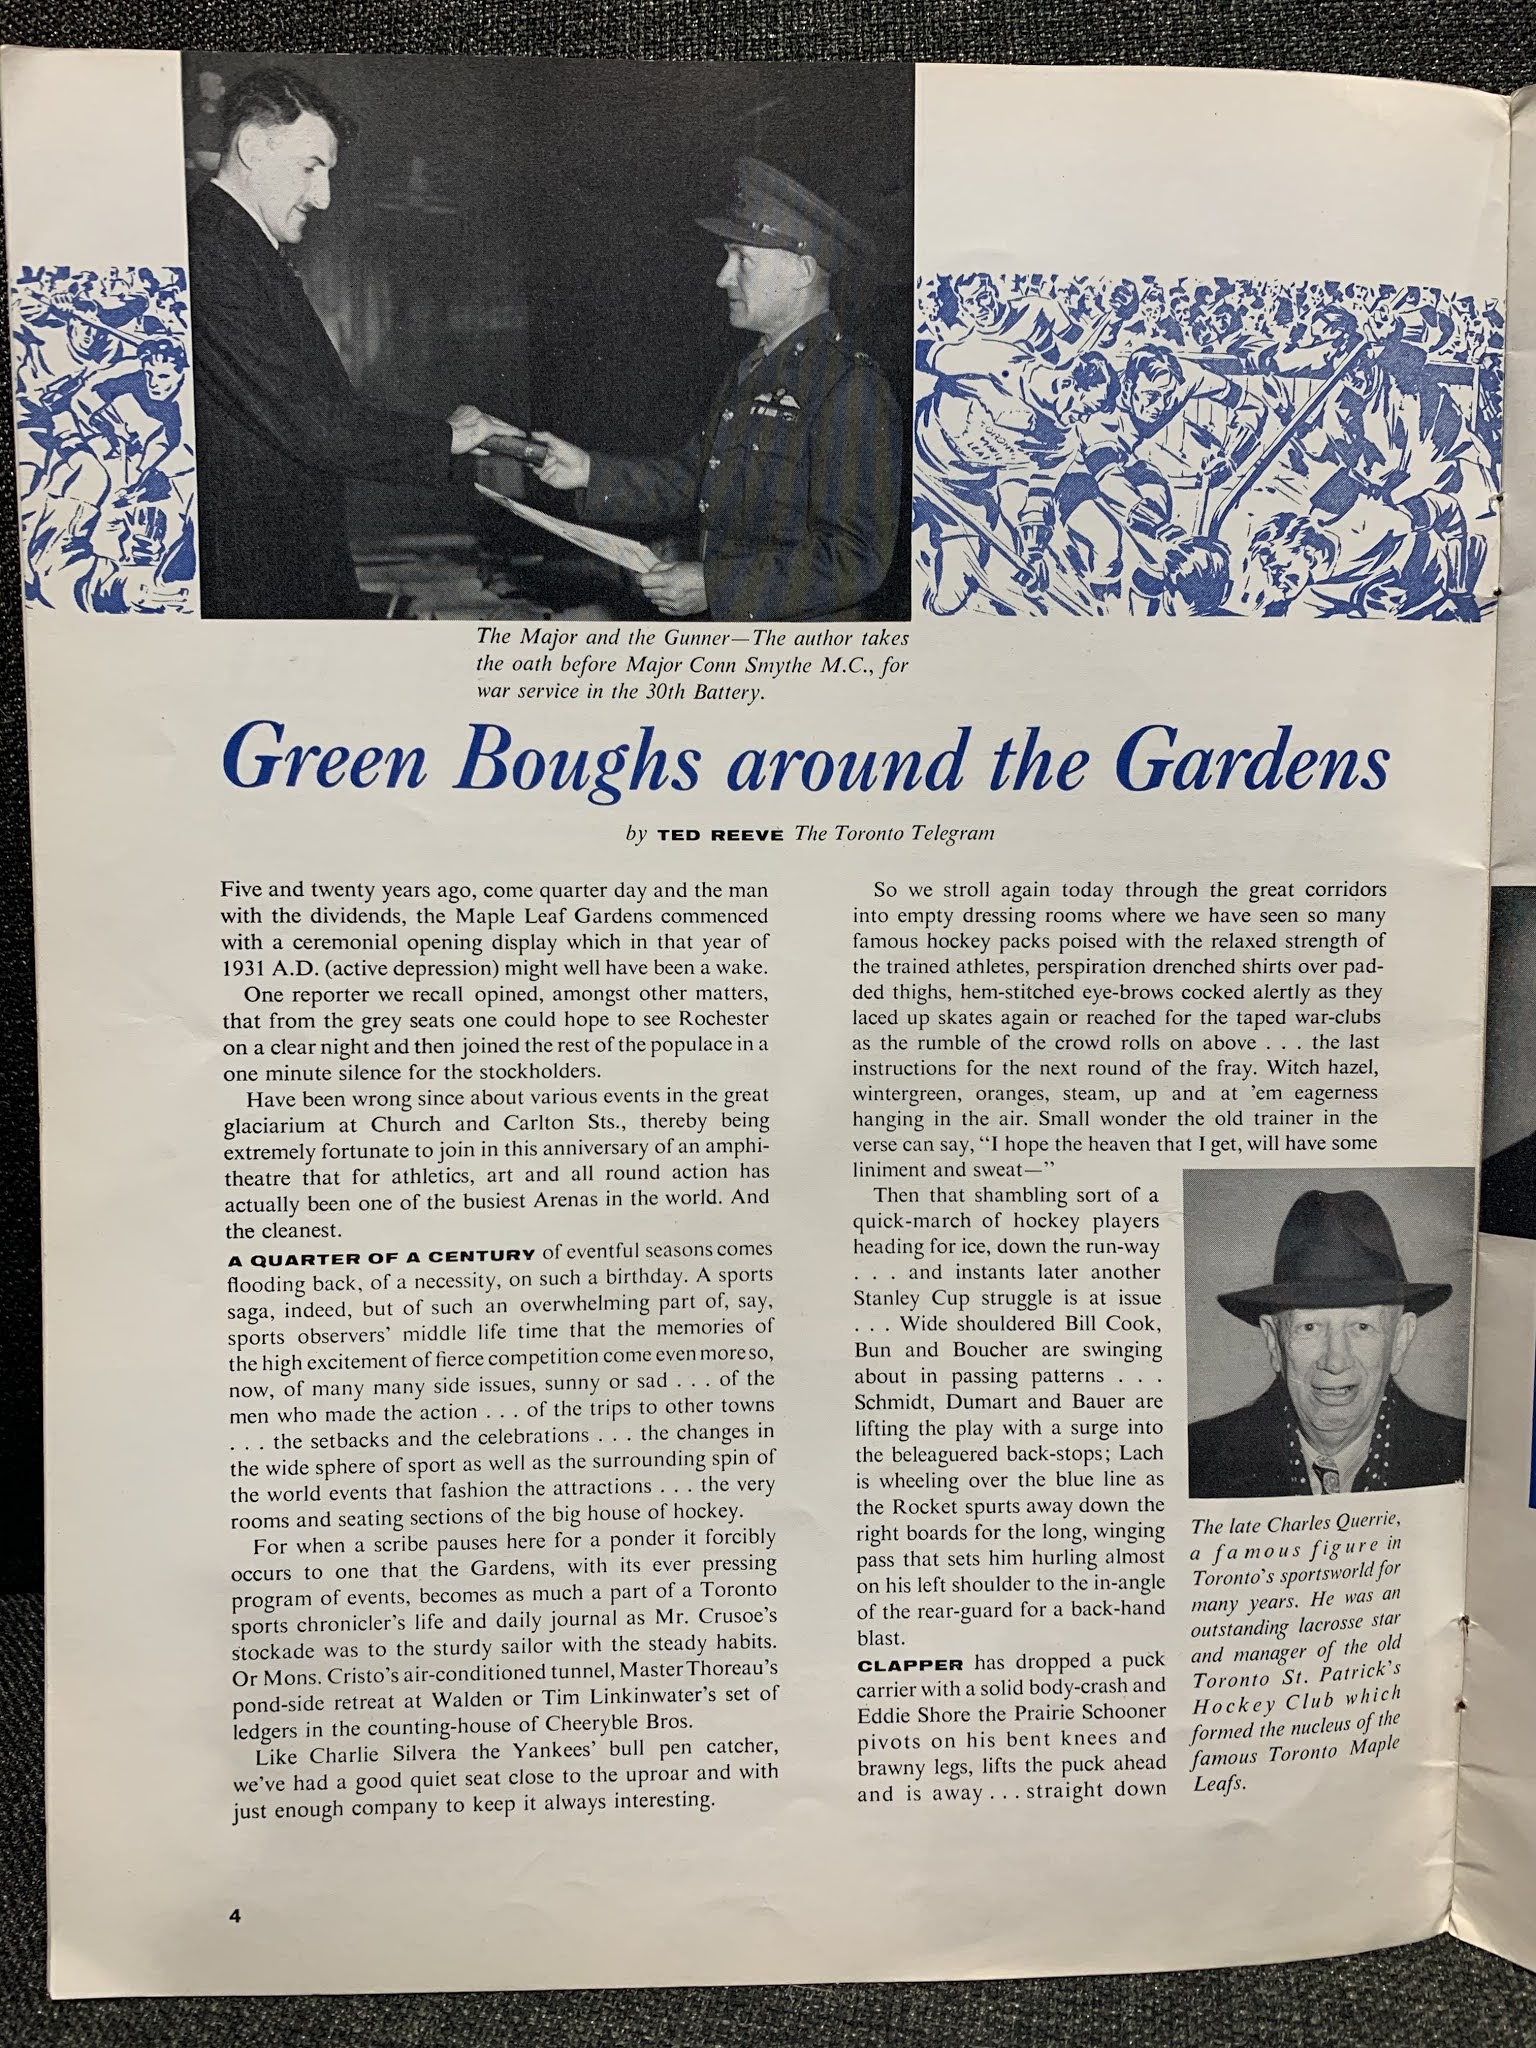 The Major and the Gunner—The author takes
the oath before Major Conn Smythe M.C., for
war service in the 30th Battery.
Green Boughs around the Gardens
by TED REEVE The Toronto Telegram
Five and twenty years ago, come quarter day and the man
with the dividends, the Maple Leaf Gardens commenced
with a ceremonial opening display which in that year of
1931 A.D. (active depression) might well have been a wake.
One reporter we recall opined, amongst other matters,
that from the grey seats one could hope to see Rochester
on a clear night and then joined the rest of the populace in a
one minute silence for the stockholders.
Have been wrong since about various events in the great
glaciarium at Church and Carlton Sts., thereby being
extremely fortunate to join in this anniversary of an amphi-
theatre that for athletics, art and all round action has
actually been one of the busiest Arenas in the world. And
the cleanest.
A QUARTER OF A CENTURY of eventful seasons comes
flooding back, of a necessity, on such a birthday. A sports
saga, indeed, but of such an overwhelming part of, say,
sports observers' middle life time that the memories of
the high excitement of fierce competition come even more so,
now, of many many side issues, sunny or sad . . . of the
men who made the action . . . of the trips to other towns
. . . the setbacks and the celebrations . . . the changes in
the wide sphere of sport as well as the surrounding spin of
the world events that fashion the attractions . . . the very
rooms and seating sections of the big house of hockey.
For when a scribe pauses here for a ponder it forcibly
occurs to one that the Gardens, with its ever pressing
program of events, becomes as much a part of a Toronto
sports chronicler's life and daily journal as Mr. Crusoe's
stockade was to the sturdy sailor with the steady habits.
Or Mons. Cristo's air-conditioned tunnel, Master Thoreau's
pond-side retreat at Walden or Tim Linkinwater's set of
ledgers in the counting-house of Cheeryble Bros.
Like Charlie Silvera the Yankees' bull pen catcher,
we've had a good quiet seat close to the uproar and with
just enough company to keep it always interesting.
So we stroll again today through the great corridors
into empty dressing rooms where we have seen so many
famous hockey packs poised with the relaxed strength of
the trained athletes, perspiration drenched shirts over pad-
ded thighs, hem-stitched eye-brows cocked alertly as they
laced up skates again or reached for the taped war-clubs
as the rumble of the crowd rolls on above . . . the last
instructions for the next round of the fray. Witch hazel,
wintergreen, oranges, steam, up and at 'em eagerness
hanging in the air. Small wonder the old trainer in the
verse can say, "I hope the heaven that I get, will have some
liniment and sweat—"
Then that shambling sort of a
quick-march of hockey players
heading for ice, down the run-way
. . . and instants later another
Stanley Cup struggle is at issue
. . . Wide shouldered Bill Cook,
Bun and Boucher are swinging
about in passing patterns . . .
Schmidt, Dumart and Bauer are
lifting the play with a surge into
the beleaguered back-stops; Lach
is wheeling over the blue line as
the Rocket spurts away down the
right boards for the long, winging
pass that sets him hurling almost
on his left shoulder to the in-angle
of the rear-guard for a back-hand
blast.
CLAPPER has dropped a puck
carrier with a solid body-crash and
Eddie Shore the Prairie Schooner
pivots on his bent knees and
brawny legs, lifts the puck ahead
and is away . . . straight down
The late Charles Querrie,
a famous figure in
Toronto's sportsworld for
many years. He was an
outstanding lacrosse star
and manager of the old
Toronto St. Patrick's
Hockey Club which
formed the nucleus of the
famous Toronto Maple
Leafs.
4